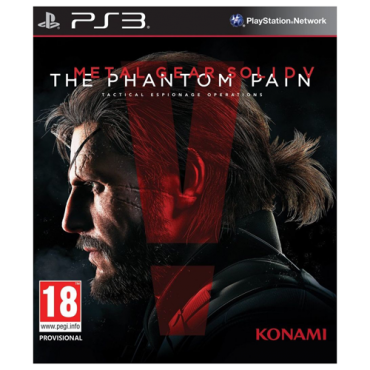 PS3
PlayStation®Network
METAL GEAR SOLID V
THE PHANTOM PAIN
TACTICAL ESPIONAGE OPERATIONS
18
www.pegi.info
PROVISIONAL
KONAMI